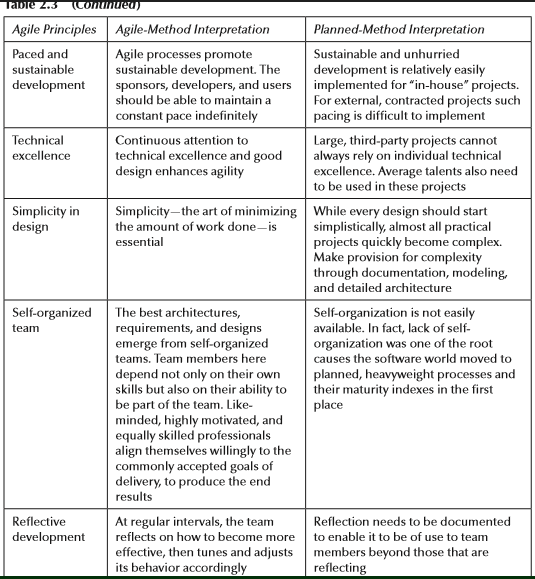 Table 2.3 (Continued)
Agile Principles Agile-Method Interpretation Planned-Method Interpretation
Paced and
sustainable
development
Agile processes promote
sustainable development. The
sponsors, developers, and users
should be able to maintain a
constant pace indefinitely
Sustainable and unhurried
development is relatively easily
implemented for “in-house” projects.
For external, contracted projects such
pacing is difficult to implement
Technical
excellence
Continuous attention to
technical excellence and good
design enhances agility
Large, third-party projects cannot
always rely on individual technical
excellence. Average talents also need
to be used in these projects
Simplicity in
design
Simplicity—the art of minimizing
the amount of work done—is
essential
While every design should start
simplistically, almost all practical
projects quickly become complex.
Make provision for complexity
through documentation, modeling,
and detailed architecture
Self-organized
team
The best architectures,
requirements, and designs
emerge from self-organized
teams. Team members here
depend not only on their own
skills but also on their ability to
be part of the team. Like-
minded, highly motivated, and
equally skilled professionals
align themselves willingly to the
commonly accepted goals of
delivery, to produce the end
results
Self-organization is not easily
available. In fact, lack of self-
organization was one of the root
causes the software world moved to
planned, heavyweight processes and
their maturity indexes in the first
place
Reflective
development
At regular intervals, the team
reflects on how to become more
effective, then tunes and adjusts
its behavior accordingly
Reflection needs to be documented
to enable it to be of use to team
members beyond those that are
reflecting